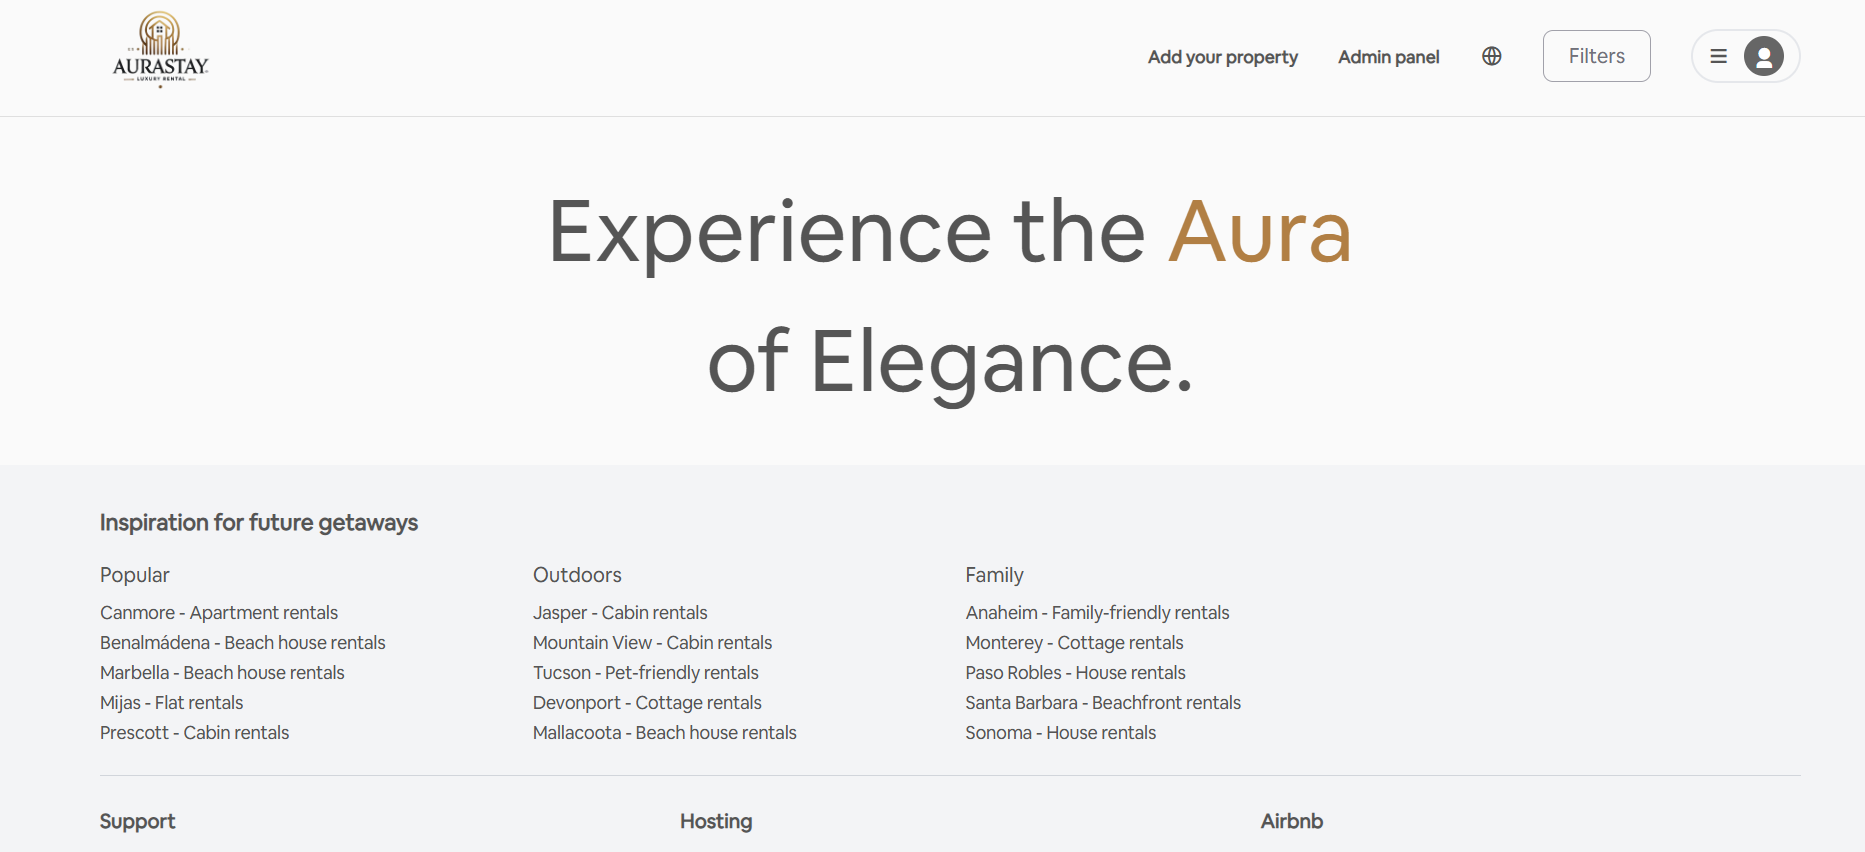 AURASTAY
LUXURY RENTAL
Add your property
Admin panel
Filters
Experience the Aura
of Elegance.
Inspiration for future getaways
Popular
Canmore - Apartment rentals
Benalmádena - Beach house rentals
Marbella - Beach house rentals
Mijas - Flat rentals
Prescott - Cabin rentals
Outdoors
Jasper - Cabin rentals
Mountain View - Cabin rentals
Tucson - Pet-friendly rentals
Devonport - Cottage rentals
Mallacoota - Beach house rentals
Family
Anaheim - Family-friendly rentals
Monterey - Cottage rentals
Paso Robles - House rentals
Santa Barbara - Beachfront rentals
Sonoma - House rentals
Support
Hosting
Airbnb